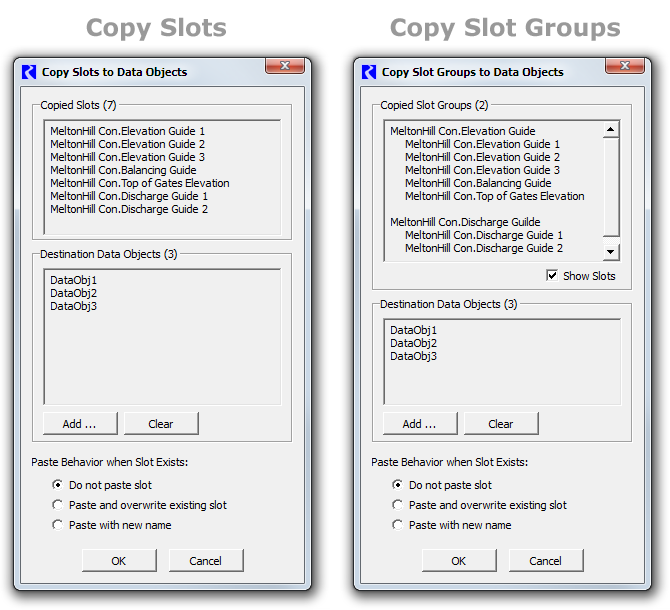 Copy Slots
Copy Slots to Data Objects
Copied Slots (7)
MeltonHill Con.Elevation Guide 1
MeltonHill Con.Elevation Guide 2
MeltonHill Con.Elevation Guide 3
MeltonHill Con.Balancing Guide
MeltonHill Con.Top of Gates Elevation
MeltonHill Con.Discharge Guide 1
MeltonHill Con.Discharge Guide 2
Destination Data Objects (3)
DataObj1
DataObj2
DataObj3
Add ...
Clear
Paste Behavior when Slot Exists:
Do not paste slot
Paste and overwrite existing slot
Paste with new name
OK
Cancel
Copy Slot Groups
Copy Slot Groups to Data Objects
Copied Slot Groups (2)
MeltonHill Con.Elevation Guide
MeltonHill Con.Elevation Guide 1
MeltonHill Con.Elevation Guide 2
MeltonHill Con.Elevation Guide 3
MeltonHill Con.Balancing Guide
MeltonHill Con.Top of Gates Elevation
MeltonHill Con.Discharge Guilde
MeltonHill Con.Discharge Guide 1
MeltonHill Con.Discharge Guide 2
Show Slots
Destination Data Objects (3)
DataObj1
DataObj2
DataObj3
Add ...
Clear
Paste Behavior when Slot Exists:
Do not paste slot
Paste and overwrite existing slot
Paste with new name
OK
Cancel